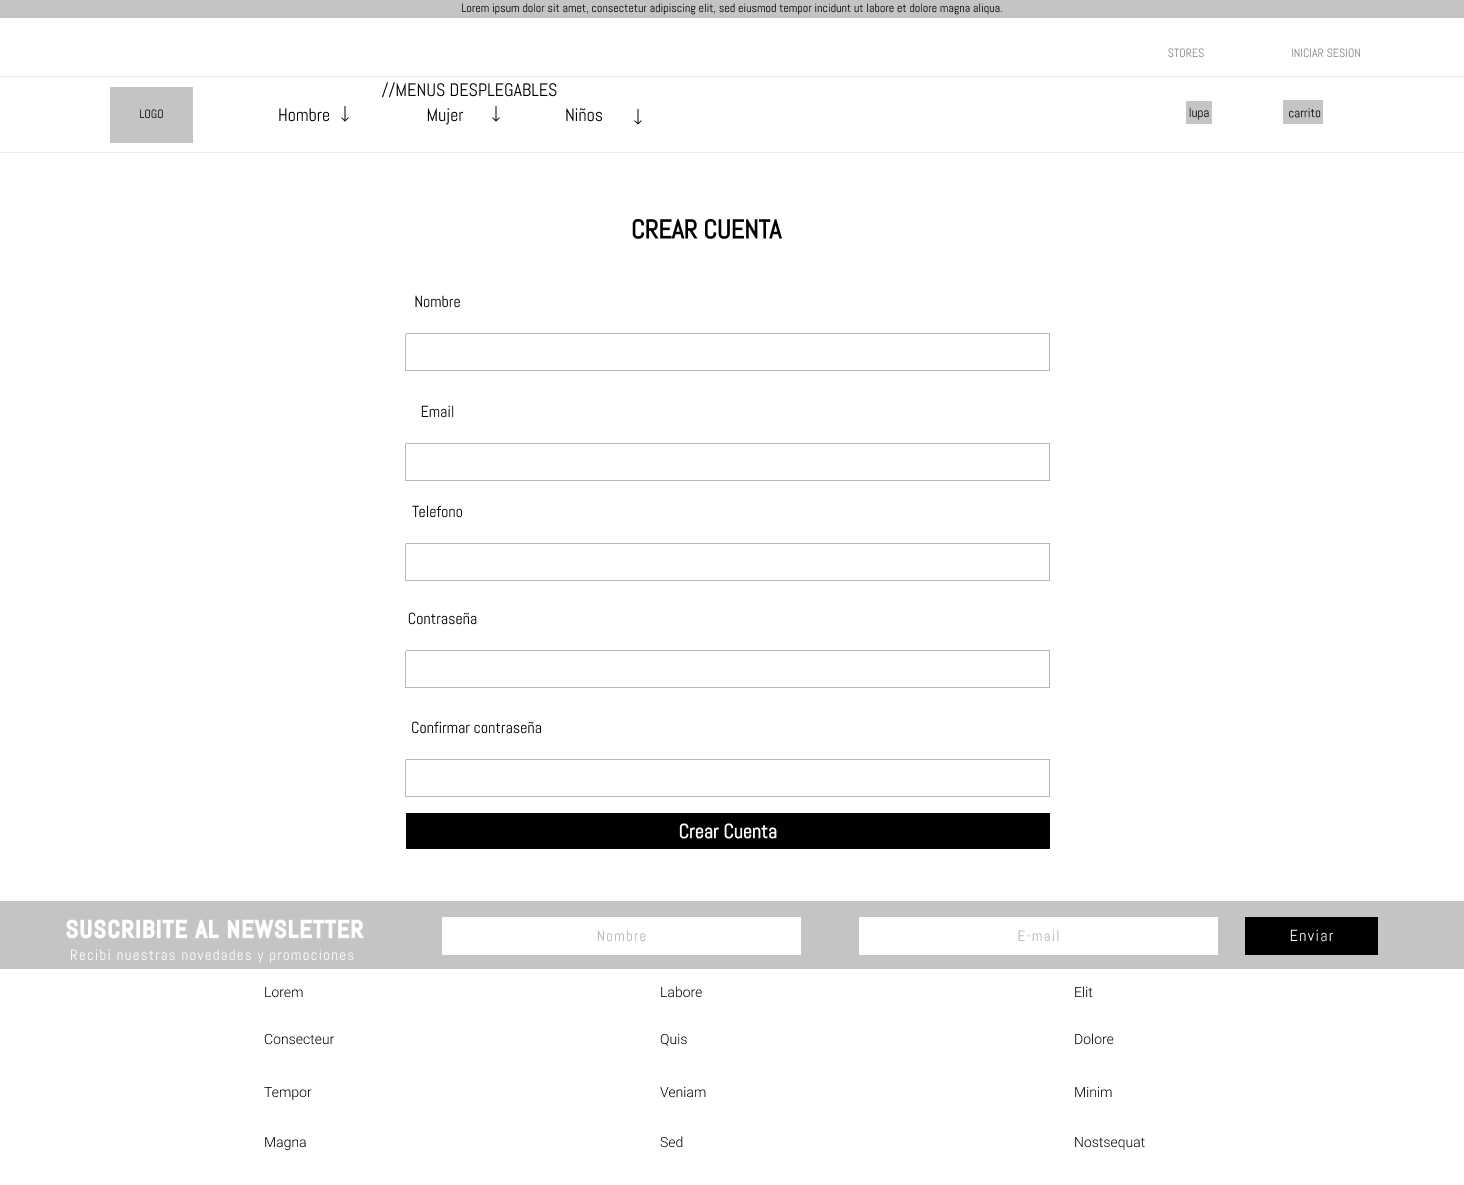 Lorem ipsum dolor sit amet, consectetur adipiscing elit, sed eiusmod tempor incidunt ut labore et dolore magna aliqua.
STORES INICIAR SESION
//MENUS DESPLEGABLES
LOGO Hombre ↓ Mujer ↓ Niños ↓ lupa carrito
CREAR CUENTA
Nombre
Email
Telefono
Contraseña
Confirmar contraseña
Crear Cuenta
SUSCRIBITE AL NEWSLETTER
Recibí nuestras novedades y promociones
Nombre E-mail Enviar
Lorem Labore Elit
Consecteur Quis Dolore
Tempor Veniam Minim
Magna Sed Nostsequat